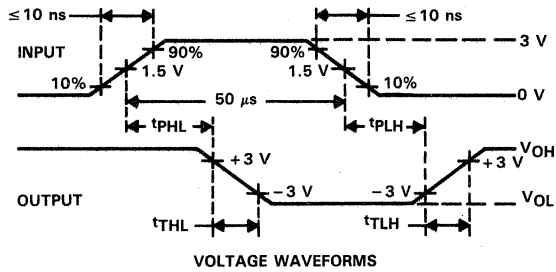 ≤10 ns
≤10 ns
INPUT
90%
90%
3 V
1.5 V
1.5 V
10%
10%
0 V
50 μs
tPHL
tPLH
VOH
+3 V
+3 V
OUTPUT
−3 V
−3 V
VOL
tTHL
tTLH
VOLTAGE WAVEFORMS